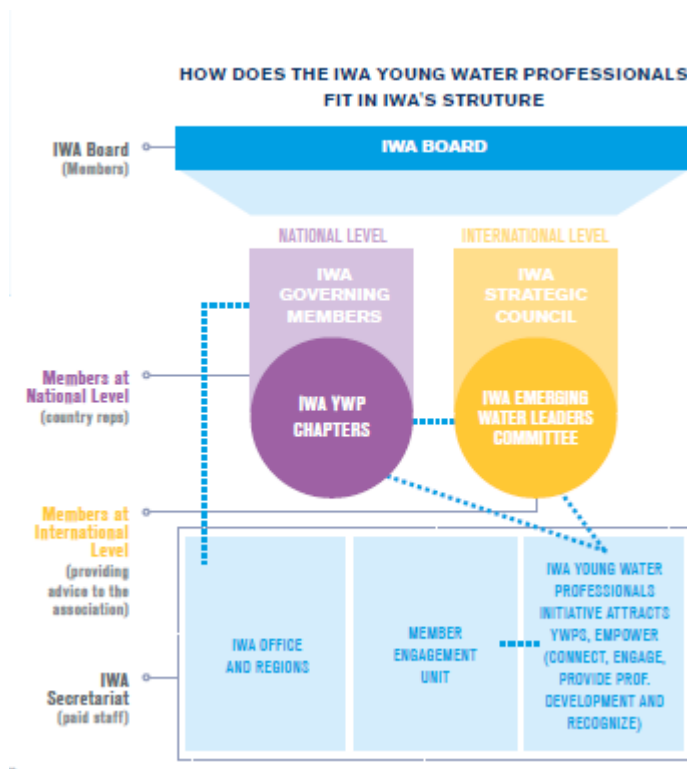 HOW DOES THE IWA YOUNG WATER PROFESSIONALS
FIT IN IWA'S STRUTURE
IWA Board
(Members)
IWA BOARD
NATIONAL LEVEL
INTERNATIONAL LEVEL
IWA
GOVERNING
MEMBERS
IWA
STRATEGIC
COUNCIL
Members at
National Level
(country reps)
IWA YWP
CHAPTERS
IWA EMERGING
WATER LEADERS
COMMITTEE
Members at
International
Level
(providing
advice to the
association)
IWA
Secretariat
(paid staff)
IWA OFFICE
AND REGIONS
MEMBER
ENGAGEMENT
UNIT
IWA YOUNG WATER
PROFESSIONALS
INITIATIVE ATTRACTS
YWPS, EMPOWER
(CONNECT, ENGAGE,
PROVIDE PROF.
DEVELOPMENT AND
RECOGNIZE)